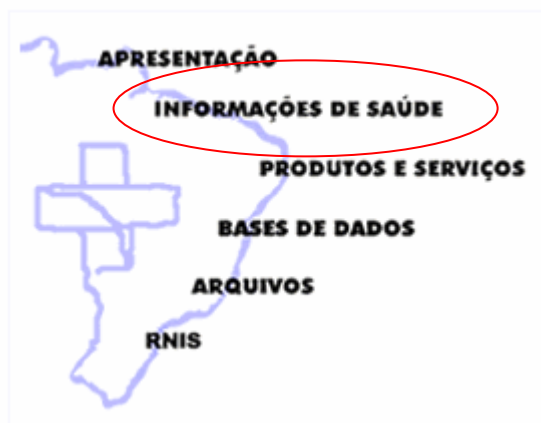 APRESENTAÇÃO
INFORMAÇÕES DE SAÚDE
PRODUTOS E SERVIÇOS
BASES DE DADOS
ARQUIVOS
RNIS